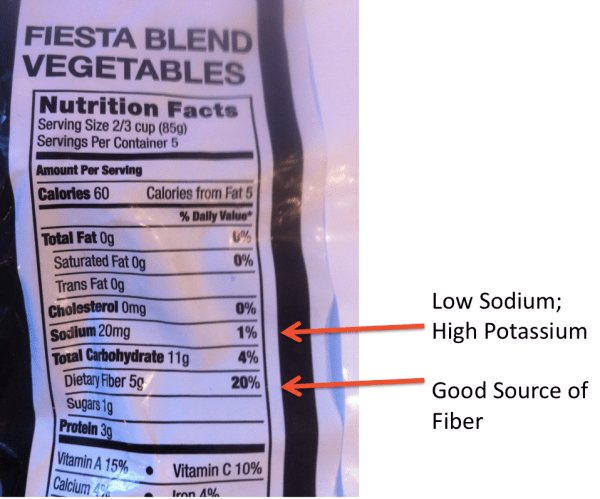 FIESTA BLEND
VEGETABLES
Nutrition Facts
Serving Size 2/3 cup (85g)
Servings Per Container 5
Amount Per Serving
Calories 60 Calories from Fat 5
% Daily Value*
Total Fat 0g 0%
Saturated Fat 0g 0%
Trans Fat 0g
Cholesterol 0mg 0%
Sodium 20mg 1%
Total Carbohydrate 11g 4%
Dietary Fiber 5g 20%
Sugars 1g
Protein 3g
Vitamin A 15% • Vitamin C 10%
Calcium 4% • Iron 4%
Low Sodium;
High Potassium
Good Source of
Fiber